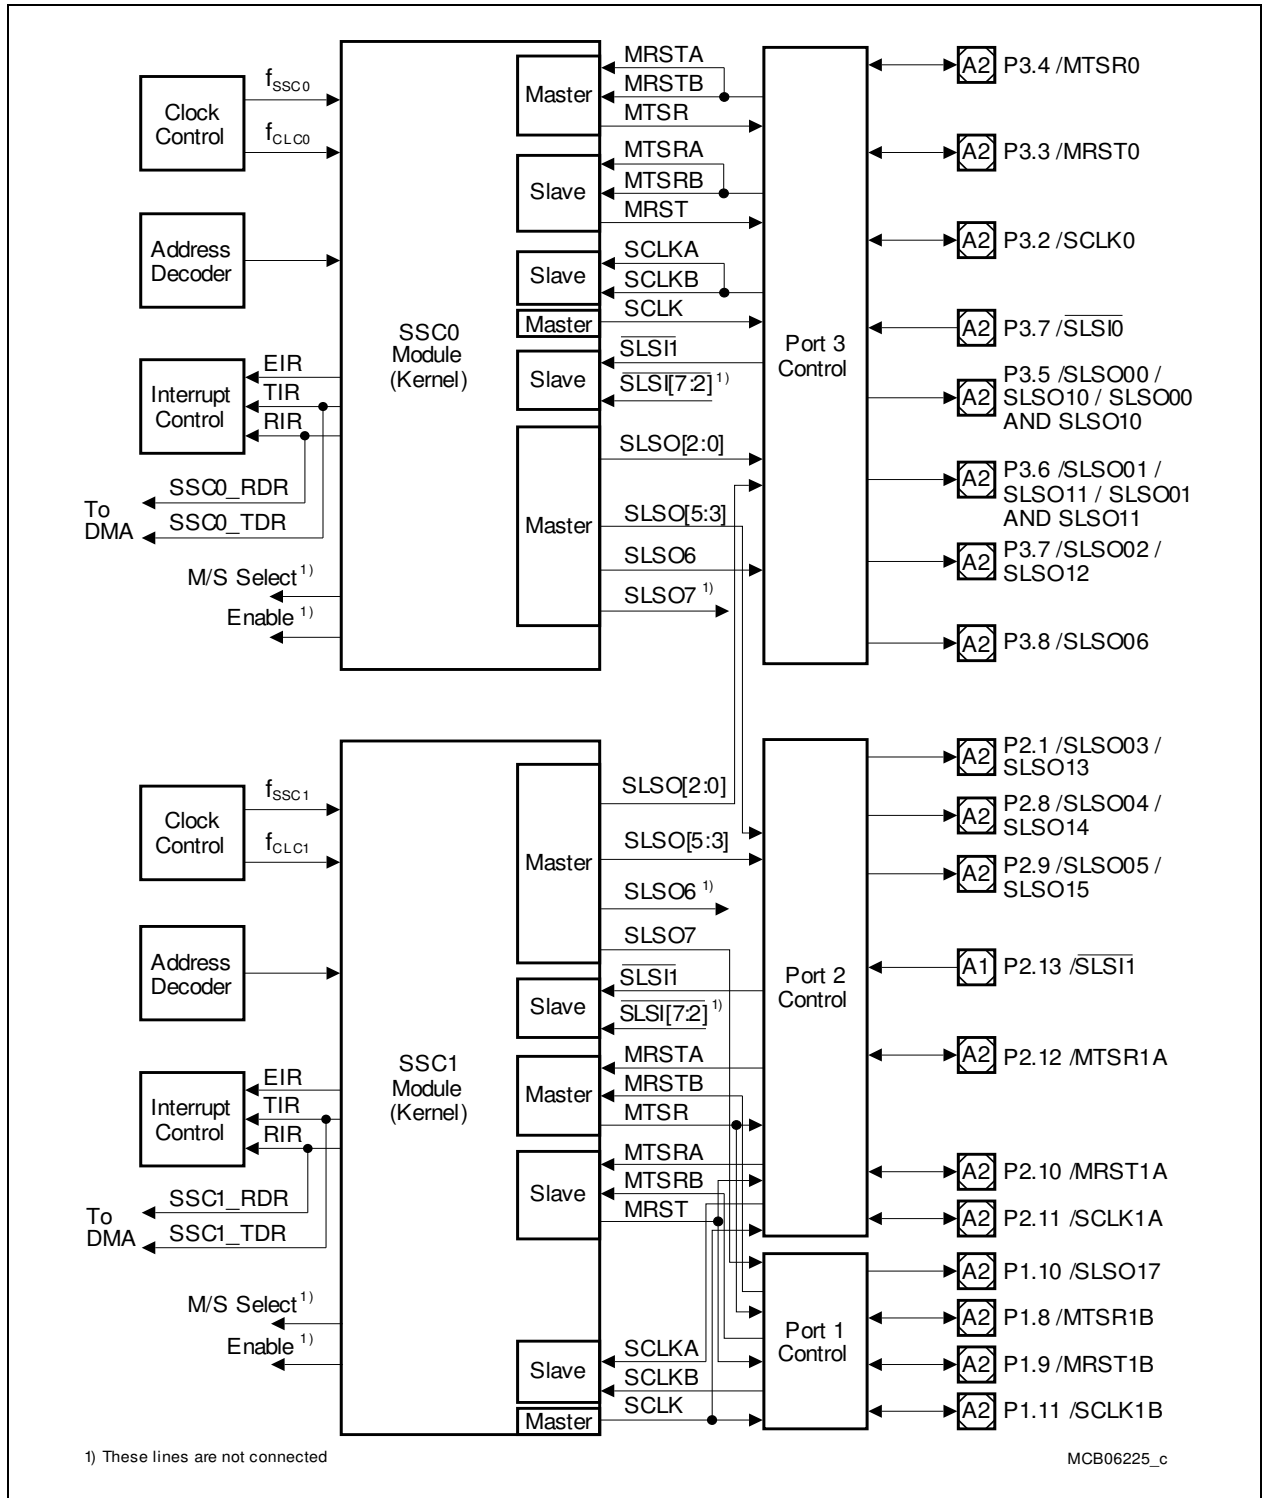 MRSTA
MRSTB
MTSR
MTSRA
MTSRB
MRST
SCLKA
SCLKB
SCLK
SLSI1
SLSI[7:2] 1)
SLSO[2:0]
SLSO[5:3]
SLSO6
SLSO7 1)
Master
Slave
Slave
Master
Slave
Master
fSSC0
fCLC0
Clock
Control
Address
Decoder
SSC0
Module
(Kernel)
EIR
TIR
RIR
Interrupt
Control
SSC0_RDR
SSC0_TDR
To
DMA
M/S Select 1)
Enable 1)
Port 3
Control
A2 P3.4 /MTSR0
A2 P3.3 /MRST0
A2 P3.2 /SCLK0
A2 P3.7 /SLSI0
A2 P3.5 /SLSO00 /
SLSO10 / SLSO00
AND SLSO10
A2 P3.6 /SLSO01 /
SLSO11 / SLSO01
AND SLSO11
A2 P3.7 /SLSO02 /
SLSO12
A2 P3.8 /SLSO06
fSSC1
fCLC1
Clock
Control
Address
Decoder
SSC1
Module
(Kernel)
EIR
TIR
RIR
Interrupt
Control
SSC1_RDR
SSC1_TDR
To
DMA
M/S Select 1)
Enable 1)
Master
Slave
Master
Slave
Slave
Master
SLSO[2:0]
SLSO[5:3]
SLSO6 1)
SLSO7
SLSI1
SLSI[7:2] 1)
MRSTA
MRSTB
MTSR
MTSRA
MTSRB
MRST
SCLKA
SCLKB
SCLK
Port 2
Control
Port 1
Control
A2 P2.1 /SLSO03 /
SLSO13
A2 P2.8 /SLSO04 /
SLSO14
A2 P2.9 /SLSO05 /
SLSO15
A1 P2.13 /SLSI1
A2 P2.12 /MTSR1A
A2 P2.10 /MRST1A
A2 P2.11 /SCLK1A
A2 P1.10 /SLSO17
A2 P1.8 /MTSR1B
A2 P1.9 /MRST1B
A2 P1.11 /SCLK1B
1) These lines are not connected
MCB06225_c